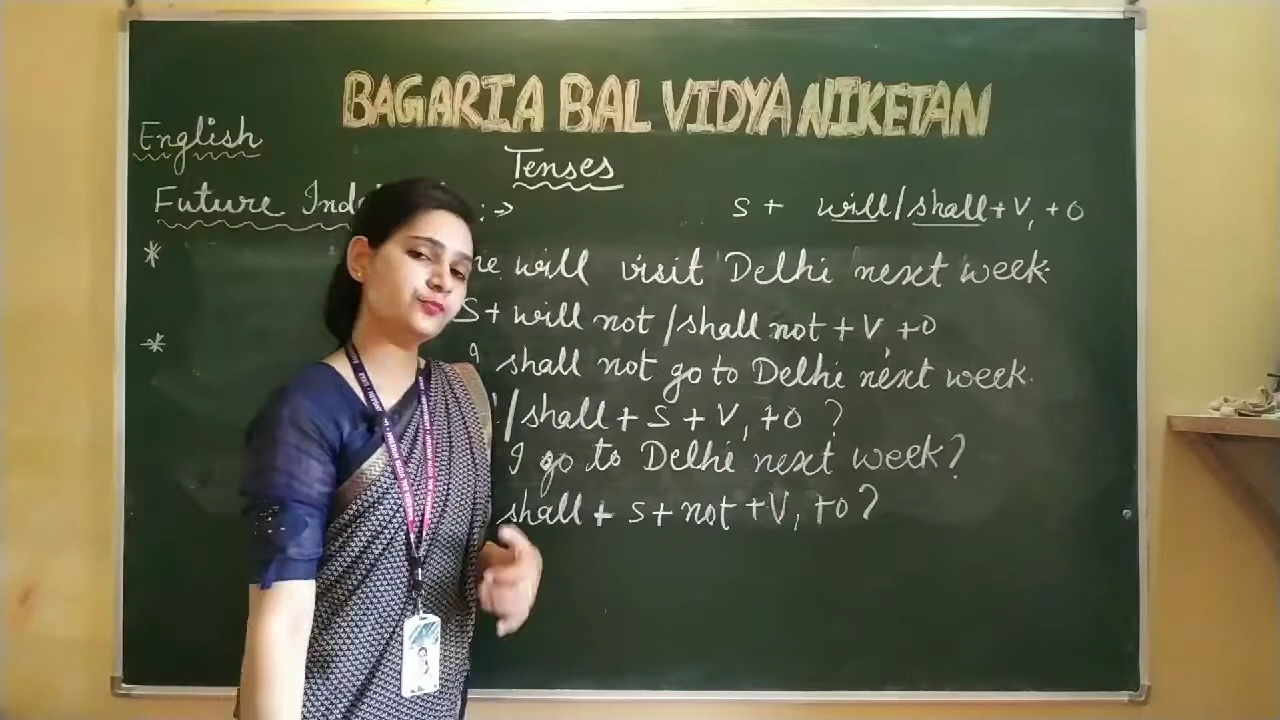 BAGARIA BAL VIDYA NIKETAN
English
Tenses
Future Ind :→ S + will/shall + V, + O
* he will visit Delhi next week.
S + will not / shall not + V, + O
* I shall not go to Delhi next week.
/shall + S + V, + O ?
I go to Delhi next week?
shall + S + not + V, + O ?